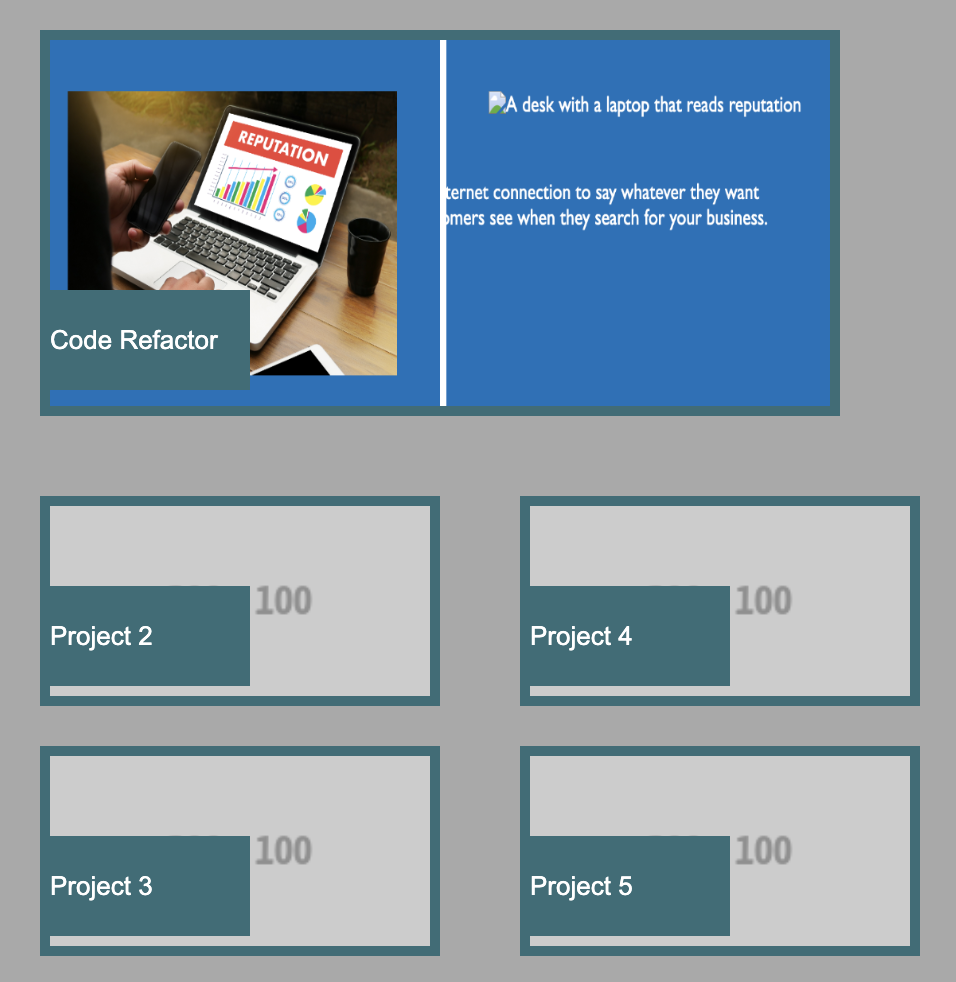 REPUTATION
A desk with a laptop that reads reputation
ternet connection to say whatever they want
omers see when they search for your business.
Code Refactor
100
Project 2
100
Project 4
100
Project 3
100
Project 5